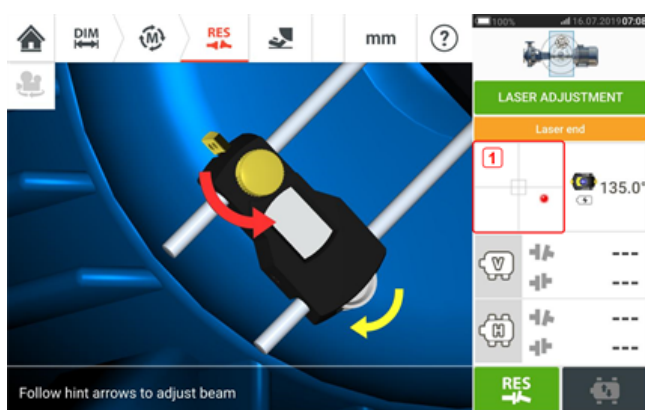 DIM
M
RES
mm
?
100%
16.07.2019 07:08
LASER ADJUSTMENT
Laser end
1
135.0°
V
---
---
H
---
---
Follow hint arrows to adjust beam
RES